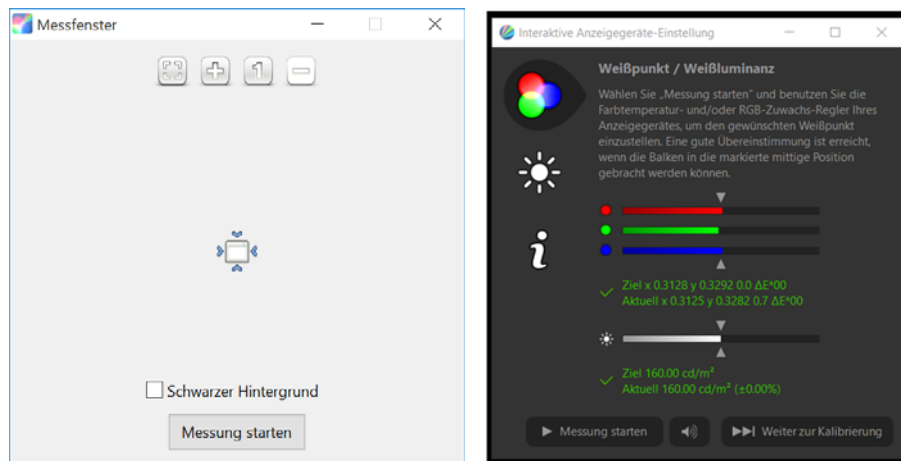 Messfenster
1
Schwarzer Hintergrund
Messung starten
Interaktive Anzeigegeräte-Einstellung
Weißpunkt / Weißluminanz
Wählen Sie „Messung starten" und benutzen Sie die
Farbtemperatur- und/oder RGB-Zuwachs-Regler Ihres
Anzeigegerätes, um den gewünschten Weißpunkt
einzustellen. Eine gute Übereinstimmung ist erreicht,
wenn die Balken in die markierte mittige Position
gebracht werden können.
Ziel x 0.3128 y 0.3292 0.0 ΔE*00
Aktuell x 0.3125 y 0.3282 0.7 ΔE*00
Ziel 160.00 cd/m²
Aktuell 160.00 cd/m² (±0.00%)
Messung starten
Weiter zur Kalibrierung